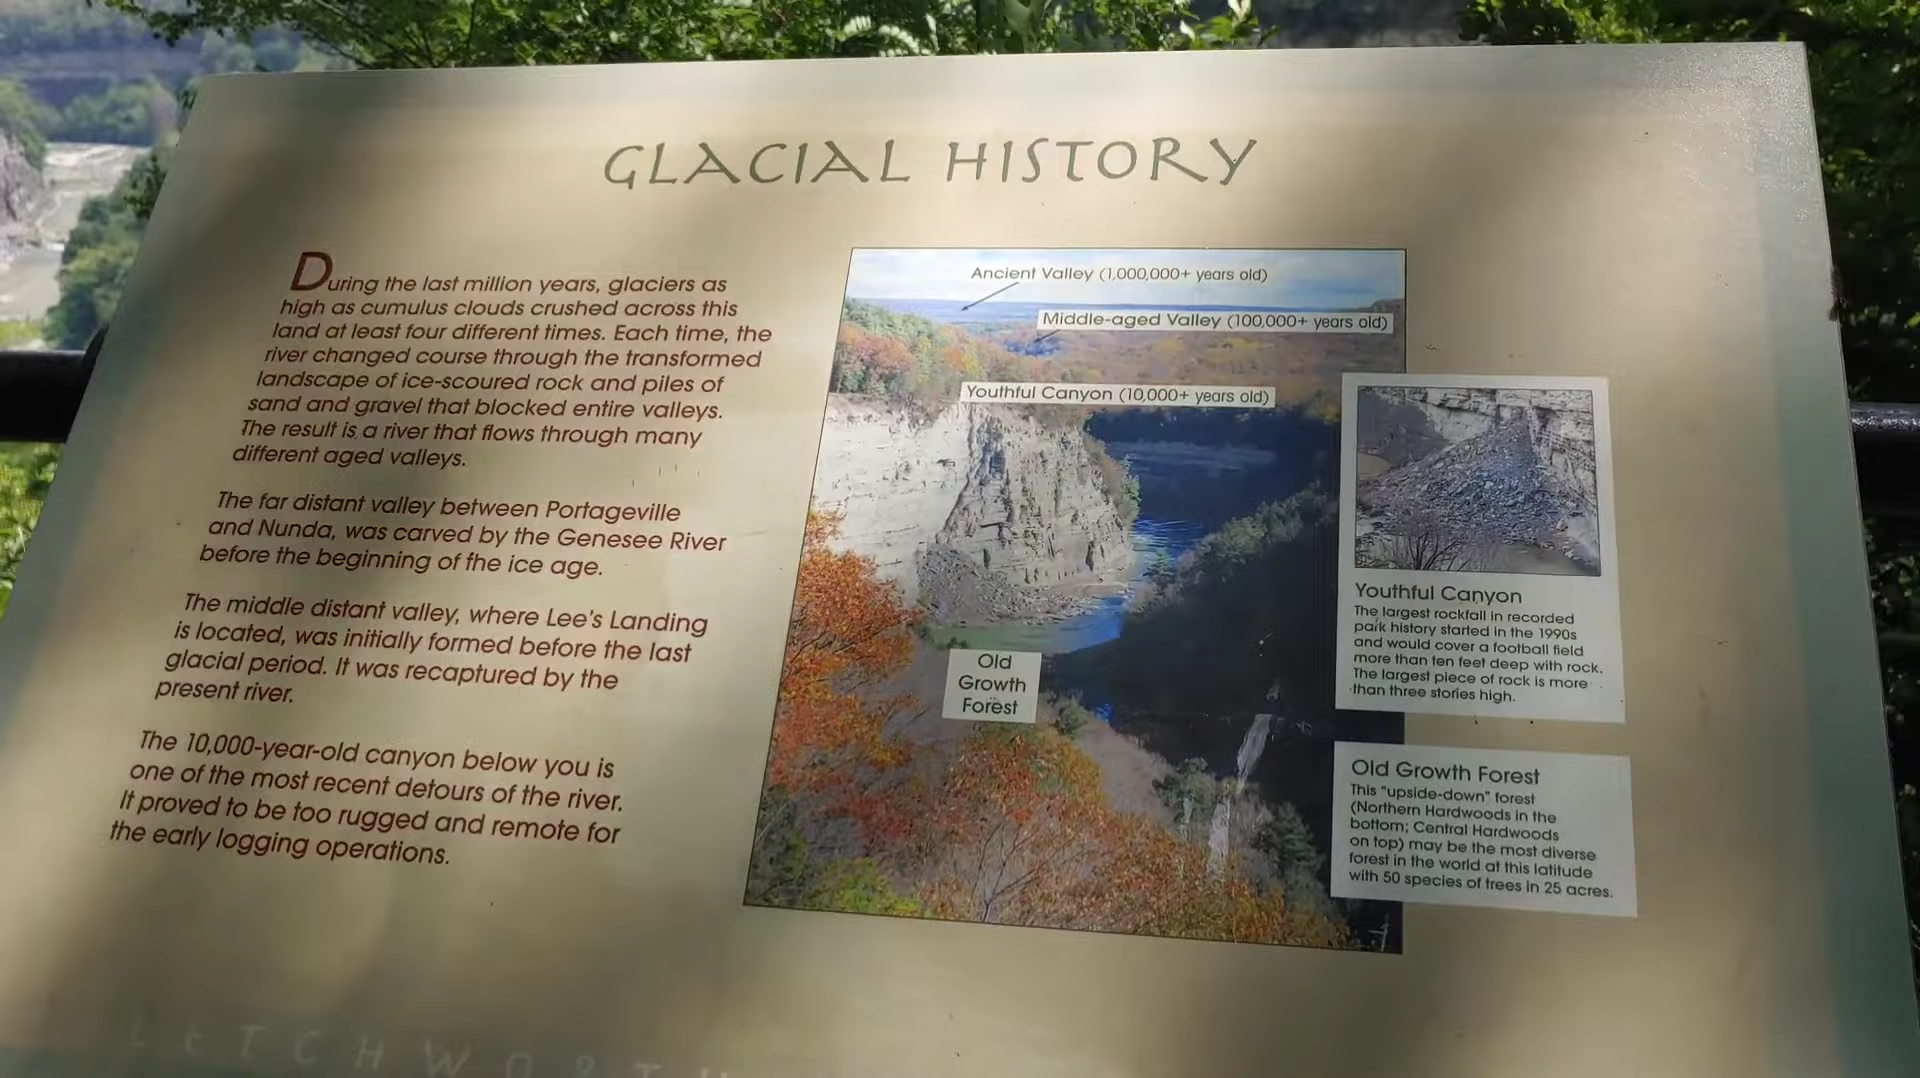 GLACIAL HISTORY
During the last million years, glaciers as
high as cumulus clouds crushed across this
land at least four different times. Each time, the
river changed course through the transformed
landscape of ice-scoured rock and piles of
sand and gravel that blocked entire valleys.
The result is a river that flows through many
different aged valleys.
The far distant valley between Portageville
and Nunda, was carved by the Genesee River
before the beginning of the ice age.
The middle distant valley, where Lee's Landing
is located, was initially formed before the last
glacial period. It was recaptured by the
present river.
The 10,000-year-old canyon below you is
one of the most recent detours of the river.
It proved to be too rugged and remote for
the early logging operations.
Ancient Valley (1,000,000+ years old)
Middle-aged Valley (100,000+ years old)
Youthful Canyon (10,000+ years old)
Old
Growth
Forest
Youthful Canyon
The largest rockfall in recorded
park history started in the 1990s
and would cover a football field
more than ten feet deep with rock.
The largest piece of rock is more
than three stories high.
Old Growth Forest
This "upside-down" forest
(Northern Hardwoods in the
bottom; Central Hardwoods
on top) may be the most diverse
forest in the world at this latitude
with 50 species of trees in 25 acres.
LETCHWORTH